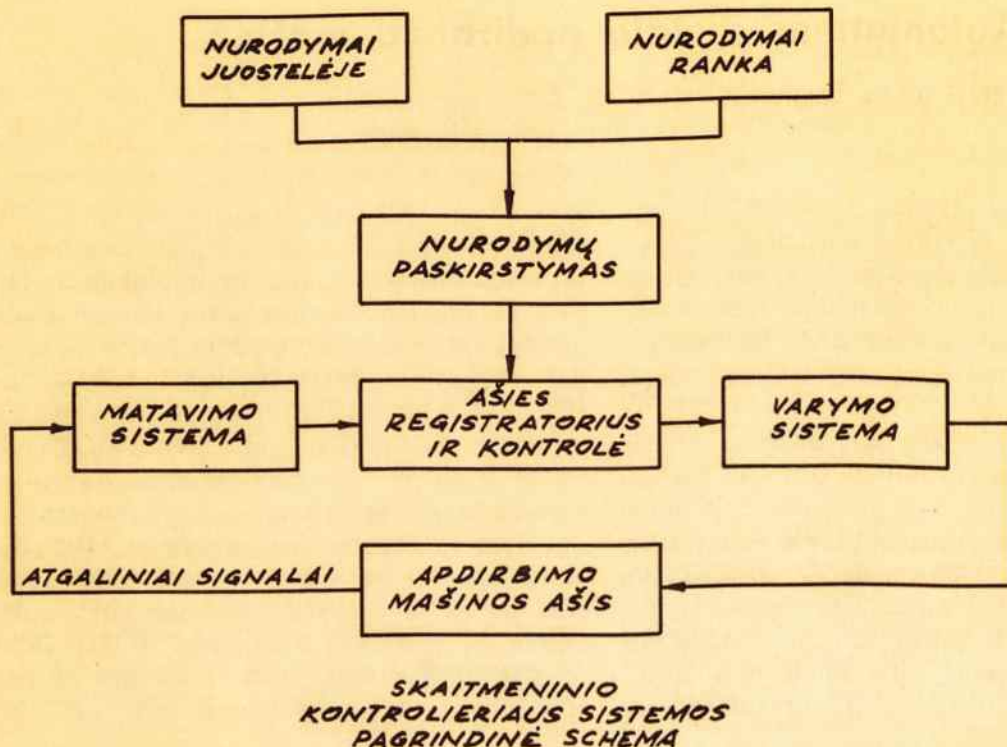 NURODYMAI
JUOSTELĖJE
NURODYMAI
RANKA
NURODYMŲ
PASKIRSTYMAS
MATAVIMO
SISTEMA
AŠIES
REGISTRATORIUS
IR KONTROLĖ
VARYMO
SISTEMA
ATGALINIAI SIGNALAI
APDIRBIMO
MAŠINOS AŠIS
SKAITMENINIO
KONTROLIERIAUS SISTEMOS
PAGRINDINĖ SCHEMA